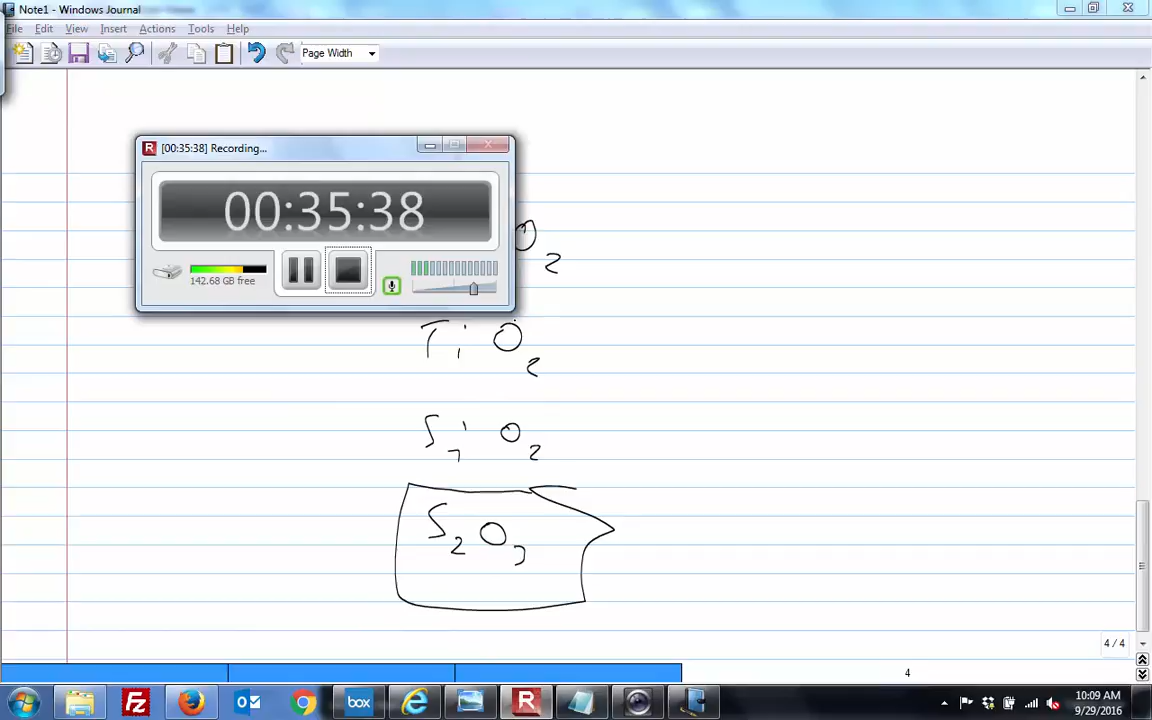 Note1 - Windows Journal
File Edit View Insert Actions Tools Help
Page Width
[00:35:38] Recording...
00:35:38
142.68 GB free
O2
Ti O2
Si O2
S2 O3
4 / 4
4
box
10:09 AM
9/29/2016